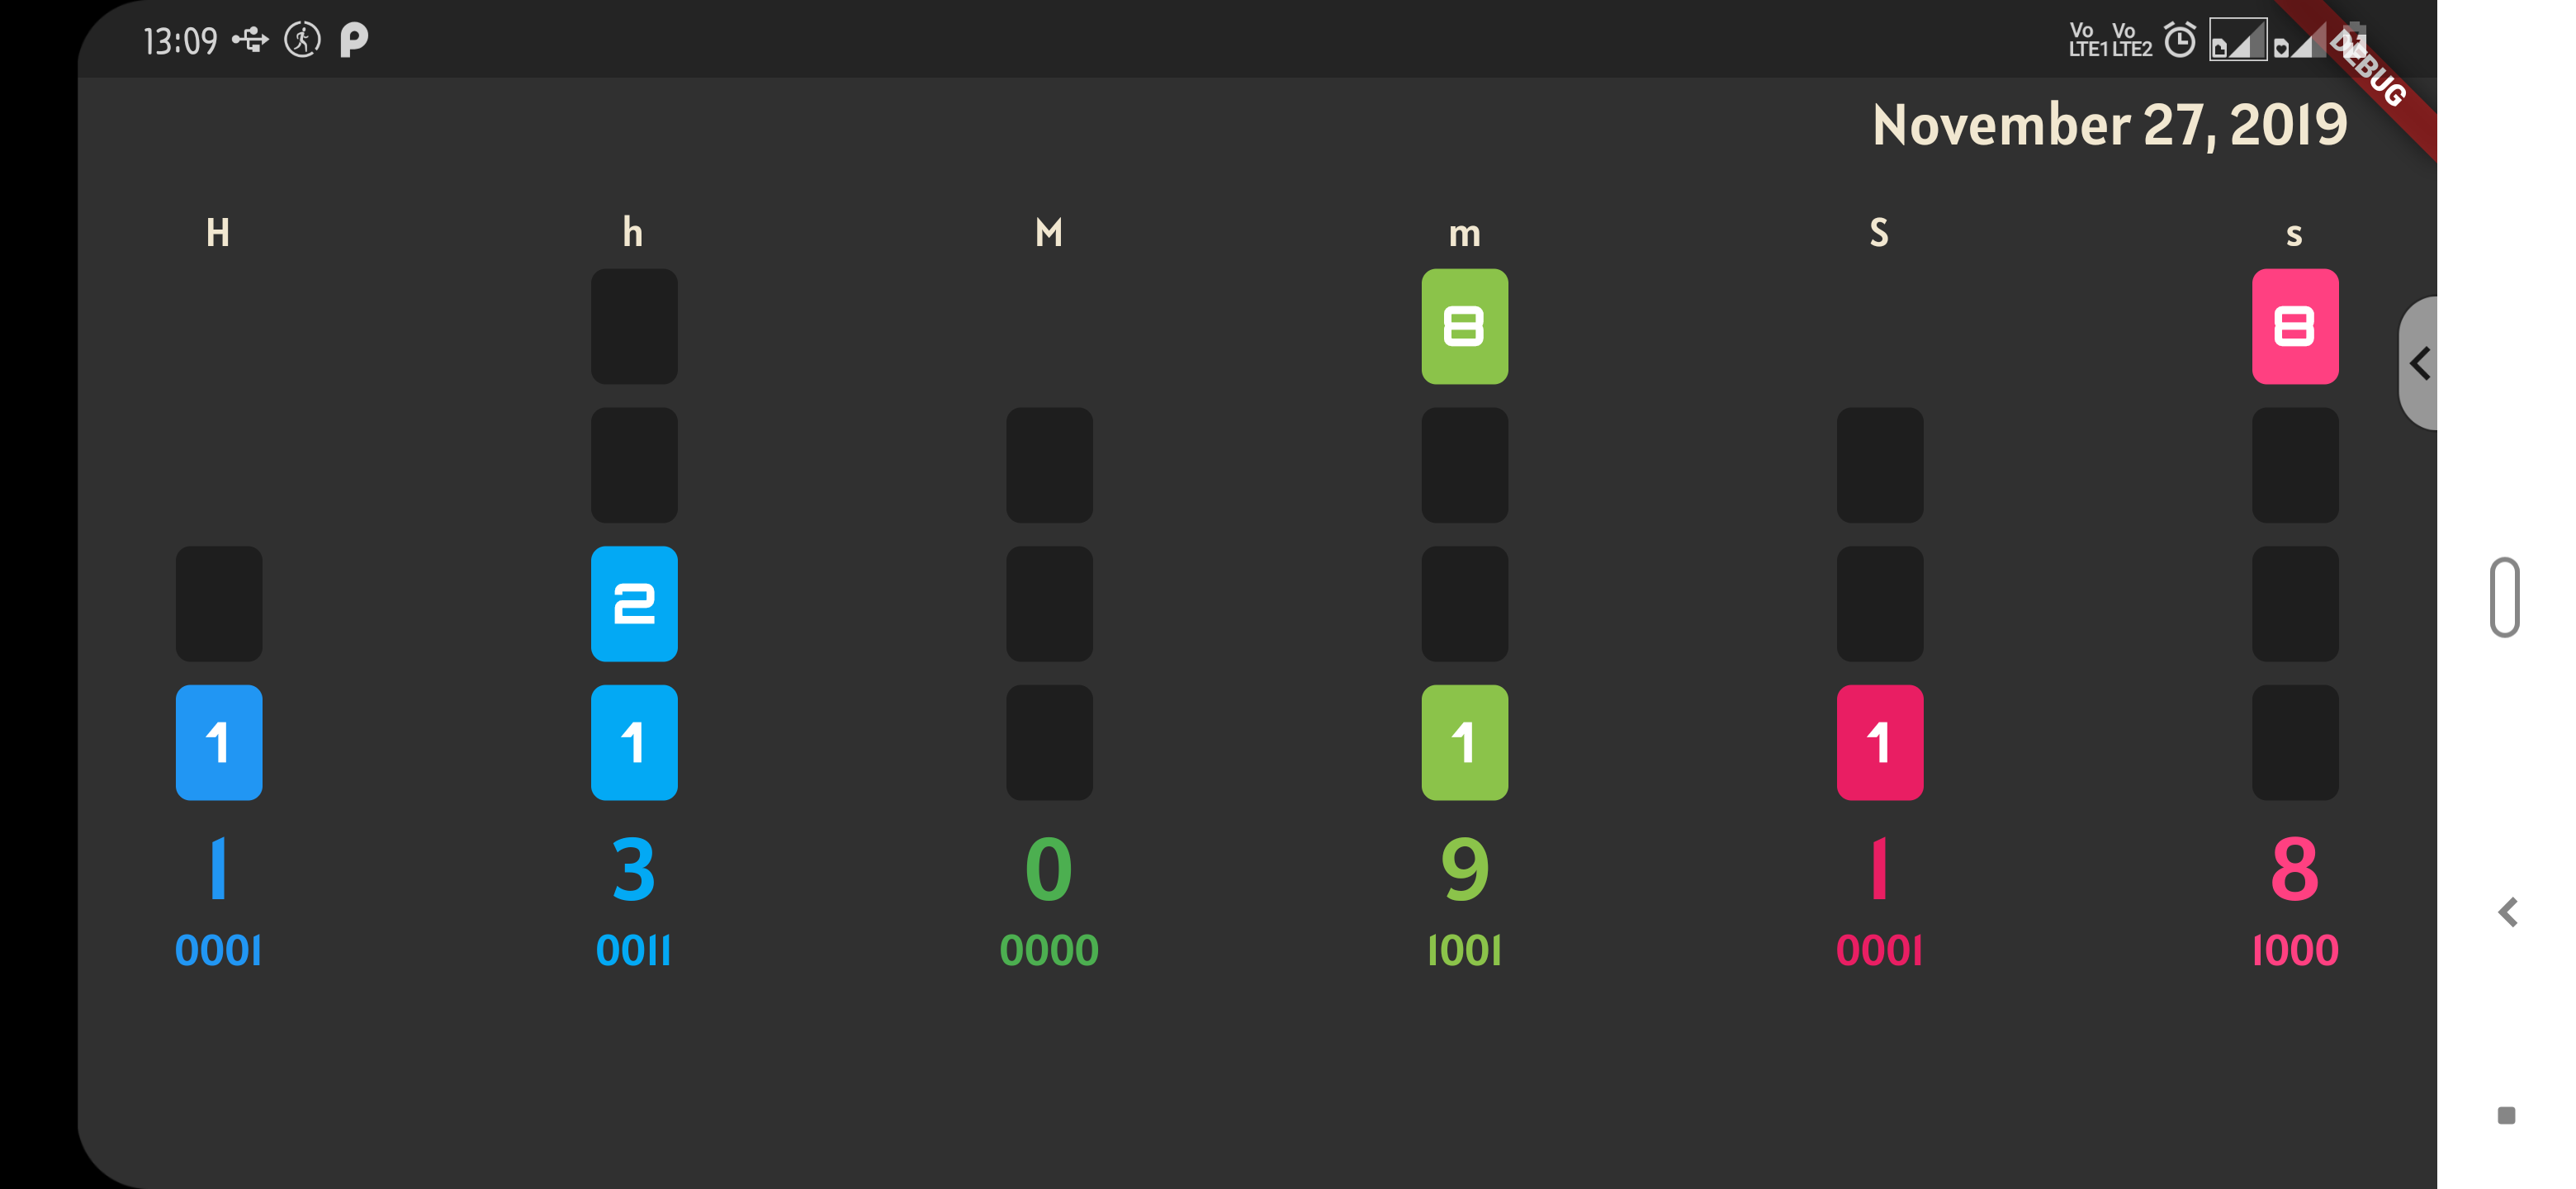 13:09
Vo Vo
LTE1 LTE2
DEBUG
November 27, 2019
H h M m S s
8 8
2
1 1 1 1
1 3 0 9 1 8
0001 0011 0000 1001 0001 1000